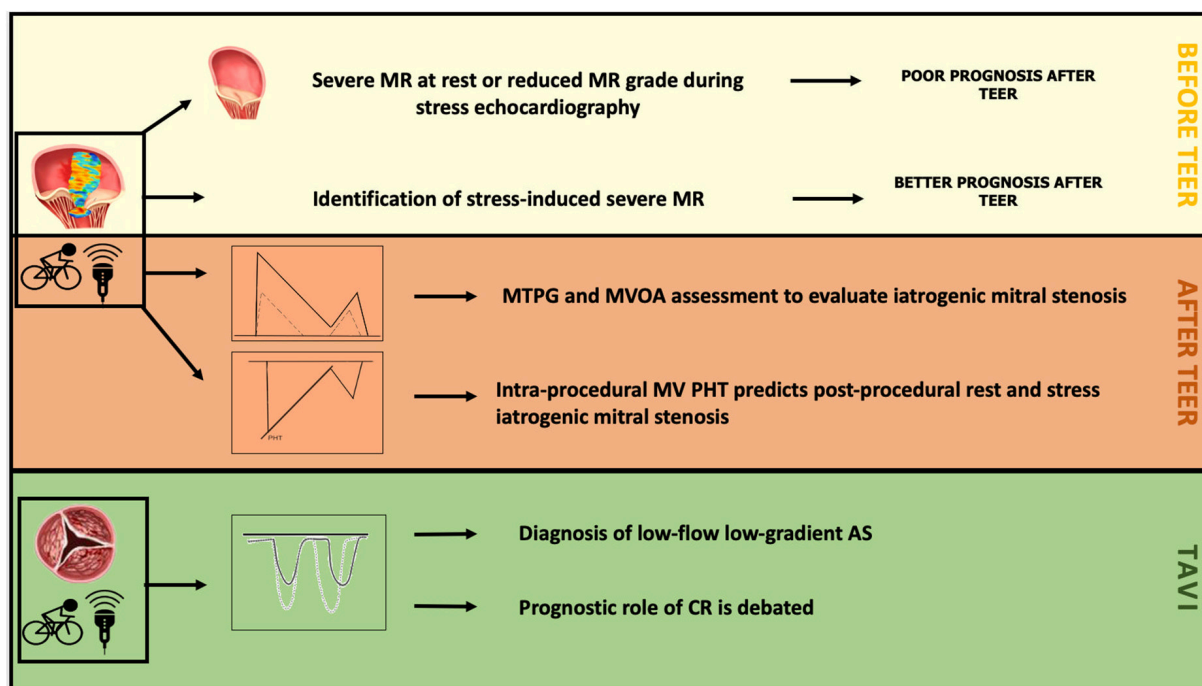 Severe MR at rest or reduced MR grade during
stress echocardiography
POOR PROGNOSIS AFTER
TEER
Identification of stress-induced severe MR
BETTER PROGNOSIS AFTER
TEER
BEFORE TEER
MTPG and MVOA assessment to evaluate iatrogenic mitral stenosis
PHT
Intra-procedural MV PHT predicts post-procedural rest and stress
iatrogenic mitral stenosis
AFTER TEER
Diagnosis of low-flow low-gradient AS
Prognostic role of CR is debated
TAVI